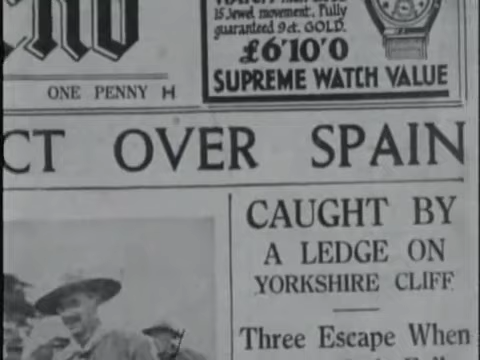 15 Jewel movement. Fully
guaranteed 9ct. GOLD.
£6'10'0
SUPREME WATCH VALUE
ONE PENNY H
CT OVER SPAIN
CAUGHT BY
A LEDGE ON
YORKSHIRE CLIFF
Three Escape When